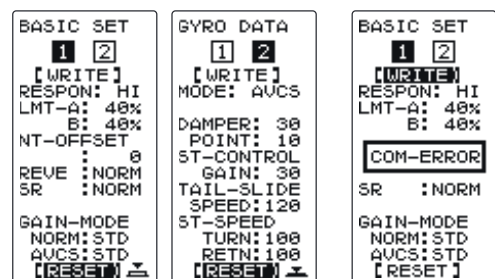 BASIC SET
1 2
[WRITE]
RESPON: HI
LMT-A: 40%
B: 40%
NT-OFFSET
: 0
REVE :NORM
SR :NORM
GAIN-MODE
NORM:STD
AVCS:STD
[RESET]
GYRO DATA
1 2
[WRITE]
MODE: AVCS
DAMPER: 30
POINT: 10
ST-CONTROL
GAIN: 30
TAIL-SLIDE
SPEED:120
ST-SPEED
TURN:100
RETN:100
[RESET]
BASIC SET
1 2
[WRITE]
RESPON: HI
LMT-A: 40%
B: 40%
COM-ERROR
SR :NORM
GAIN-MODE
NORM:STD
AVCS:STD
[RESET]